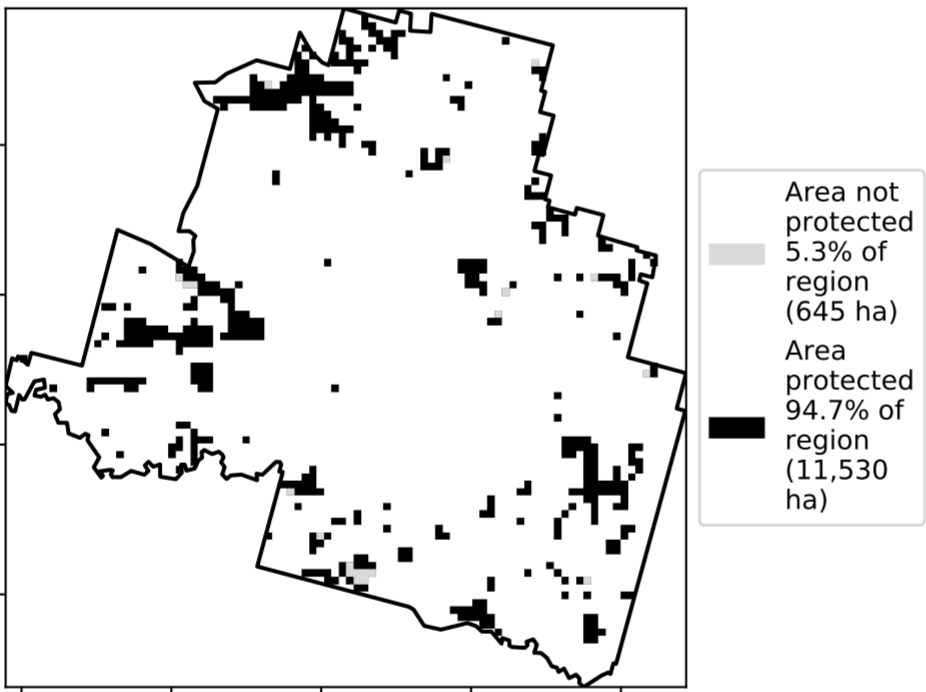 Area not
protected
5.3% of
region
(645 ha)
Area
protected
94.7% of
region
(11,530
ha)